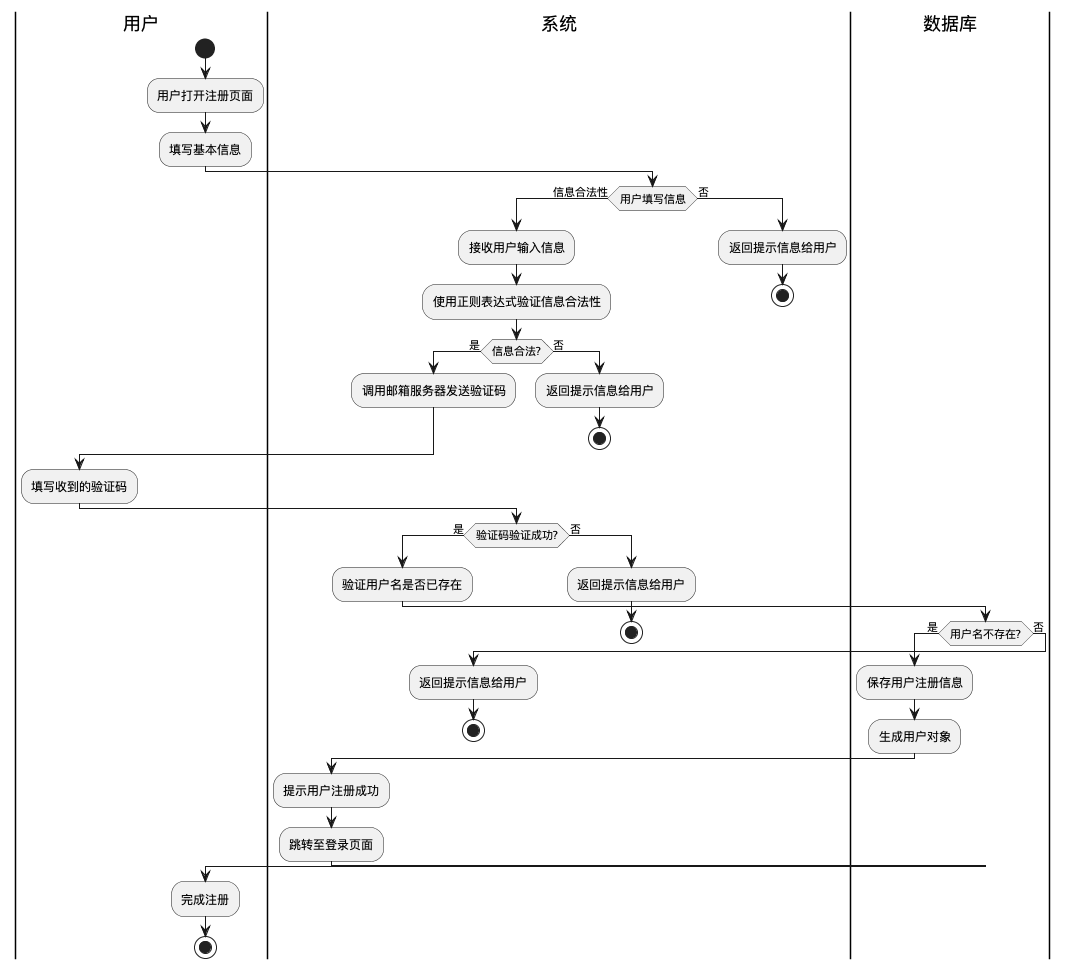 用户
系统
数据库
用户打开注册页面
填写基本信息
信息合法性
用户填写信息
否
接收用户输入信息
返回提示信息给用户
使用正则表达式验证信息合法性
是
信息合法?
否
调用邮箱服务器发送验证码
返回提示信息给用户
填写收到的验证码
是
验证码验证成功?
否
验证用户名是否已存在
返回提示信息给用户
是
用户名不存在?
否
返回提示信息给用户
保存用户注册信息
生成用户对象
提示用户注册成功
跳转至登录页面
完成注册